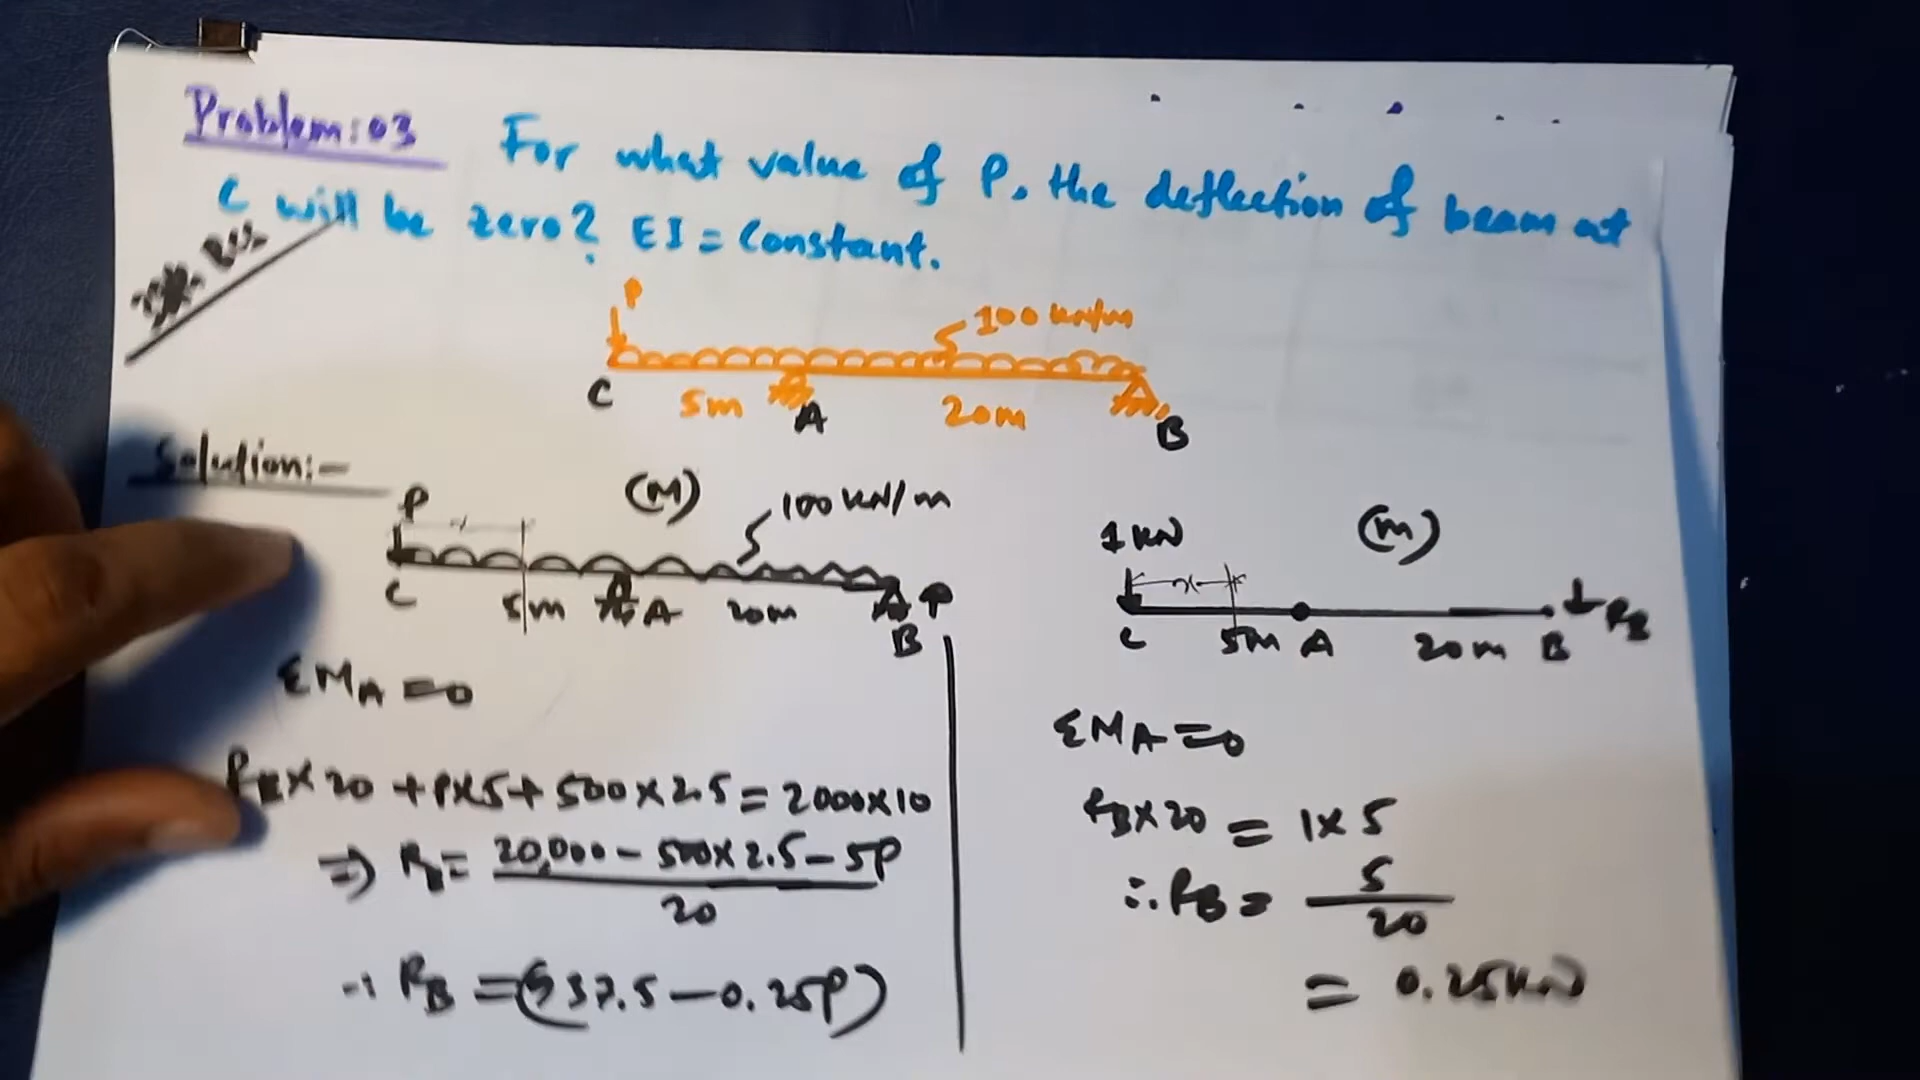 Problem:03 For what value of P, the deflection of beam at
C will be zero? EI = Constant.
P
100 kN/m
C 5m A 20m B
Solution:-
P (M) 100 kN/m
C 5m A 20m B
1 kN (m)
x
C 5m A 20m B RB
ΣMA=0
RB×20 +P×5+500×2.5=2000×10
⇒ RB= 20,000-500×2.5-5P
20
∴ RB=(937.5-0.25P)
ΣMA=0
RB×20 = 1×5
∴RB= 5
20
= 0.25kN